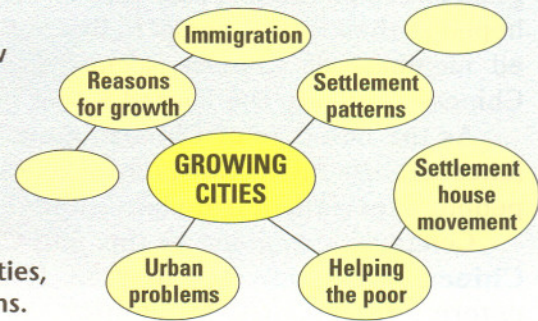 Immigration
Reasons
for growth
Settlement
patterns
GROWING
CITIES
Settlement
house
movement
Urban
problems
Helping
the poor
ties,
ns.